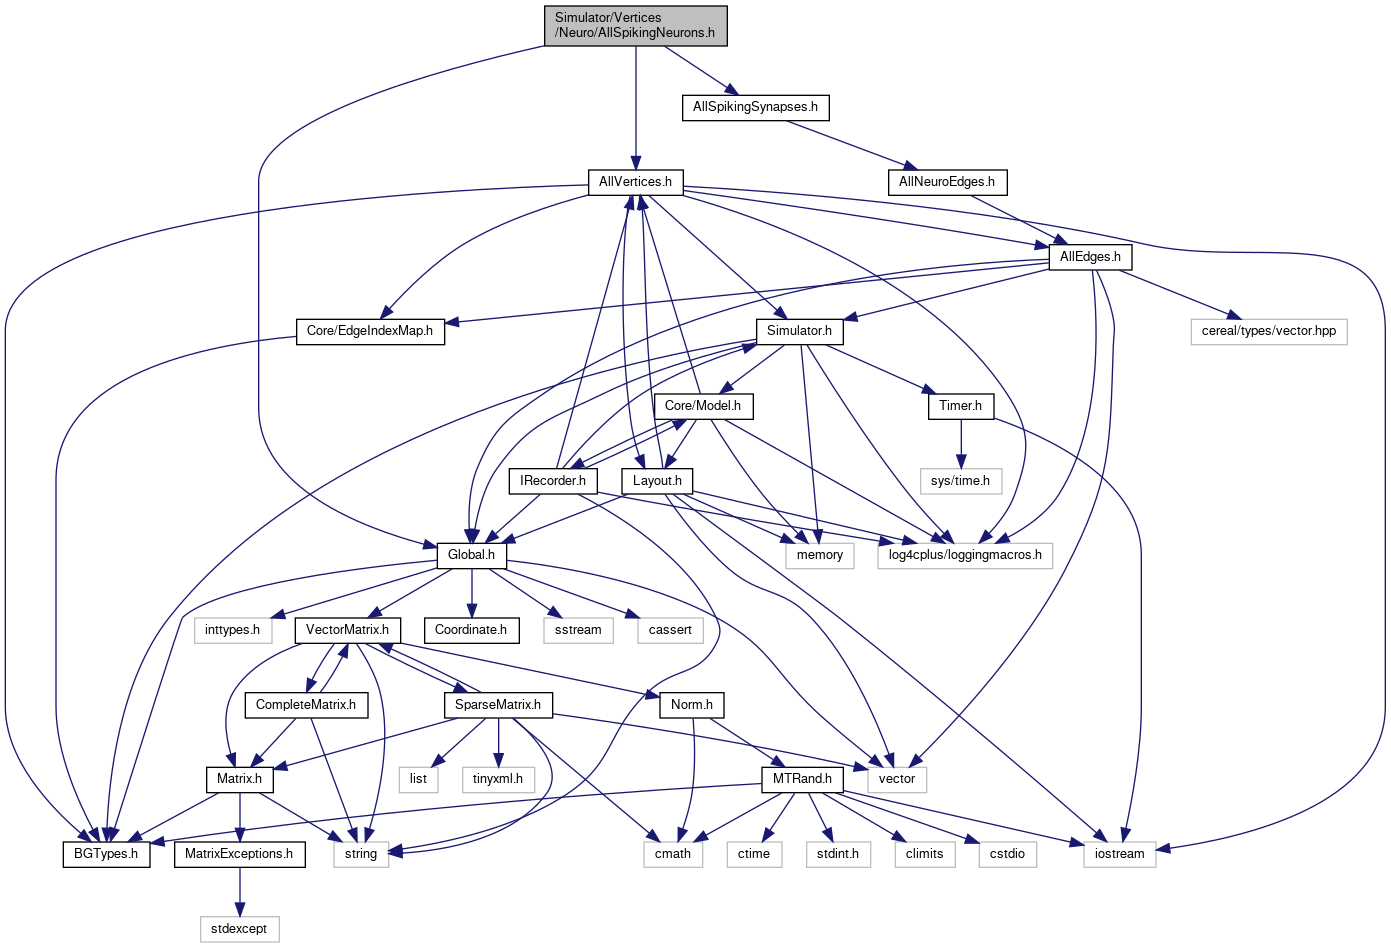 Simulator/Vertices
/Neuro/AllSpikingNeurons.h
AllSpikingSynapses.h
AllVertices.h
AllNeuroEdges.h
AllEdges.h
Core/EdgeIndexMap.h
Simulator.h
cereal/types/vector.hpp
Core/Model.h
Timer.h
IRecorder.h
Layout.h
sys/time.h
Global.h
memory
log4cplus/loggingmacros.h
inttypes.h
VectorMatrix.h
Coordinate.h
sstream
cassert
CompleteMatrix.h
SparseMatrix.h
Norm.h
Matrix.h
list
tinyxml.h
MTRand.h
vector
BGTypes.h
MatrixExceptions.h
string
cmath
ctime
stdint.h
climits
cstdio
iostream
stdexcept